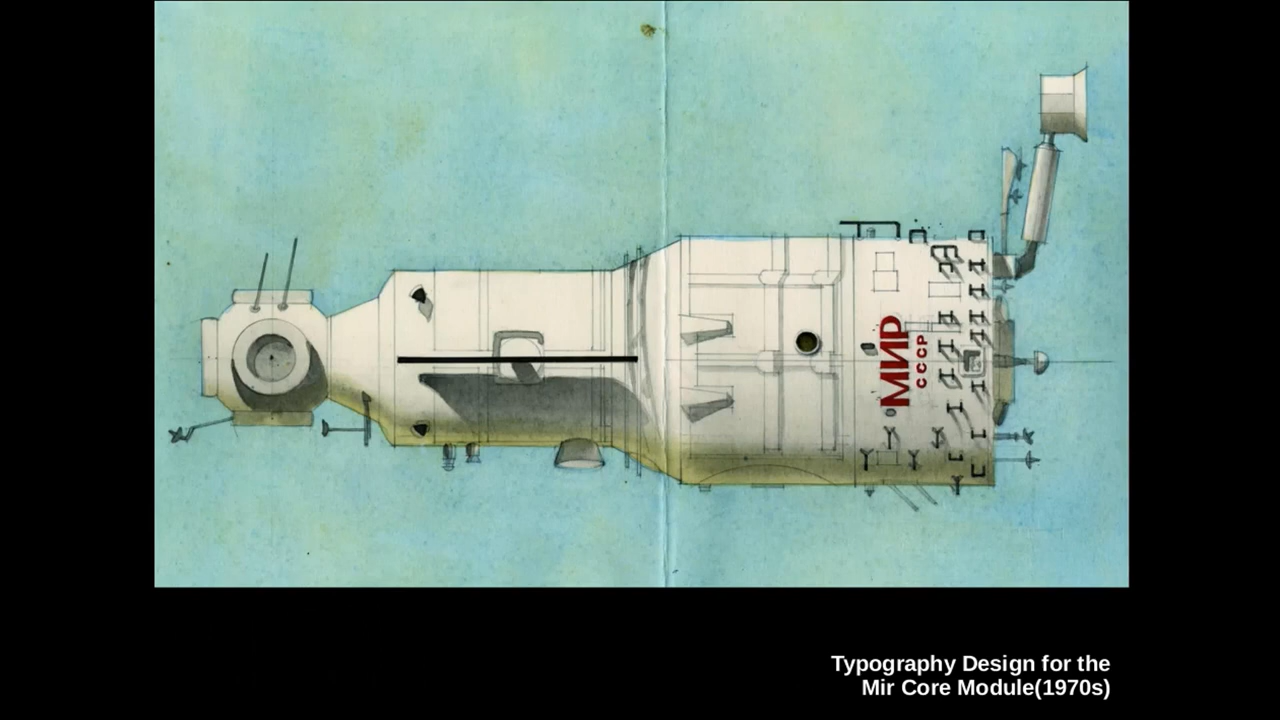 МИР
СССР
Typography Design for the
Mir Core Module(1970s)